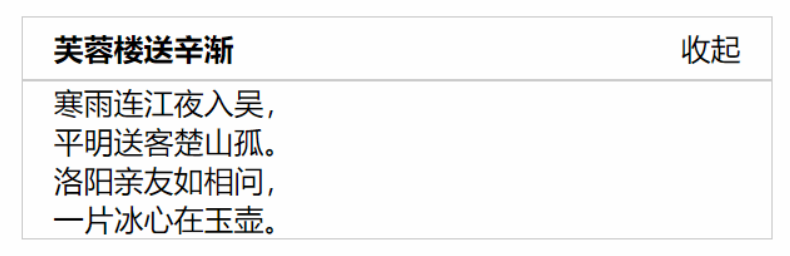 芙蓉楼送辛渐 收起
寒雨连江夜入吴，
平明送客楚山孤。
洛阳亲友如相问，
一片冰心在玉壶。